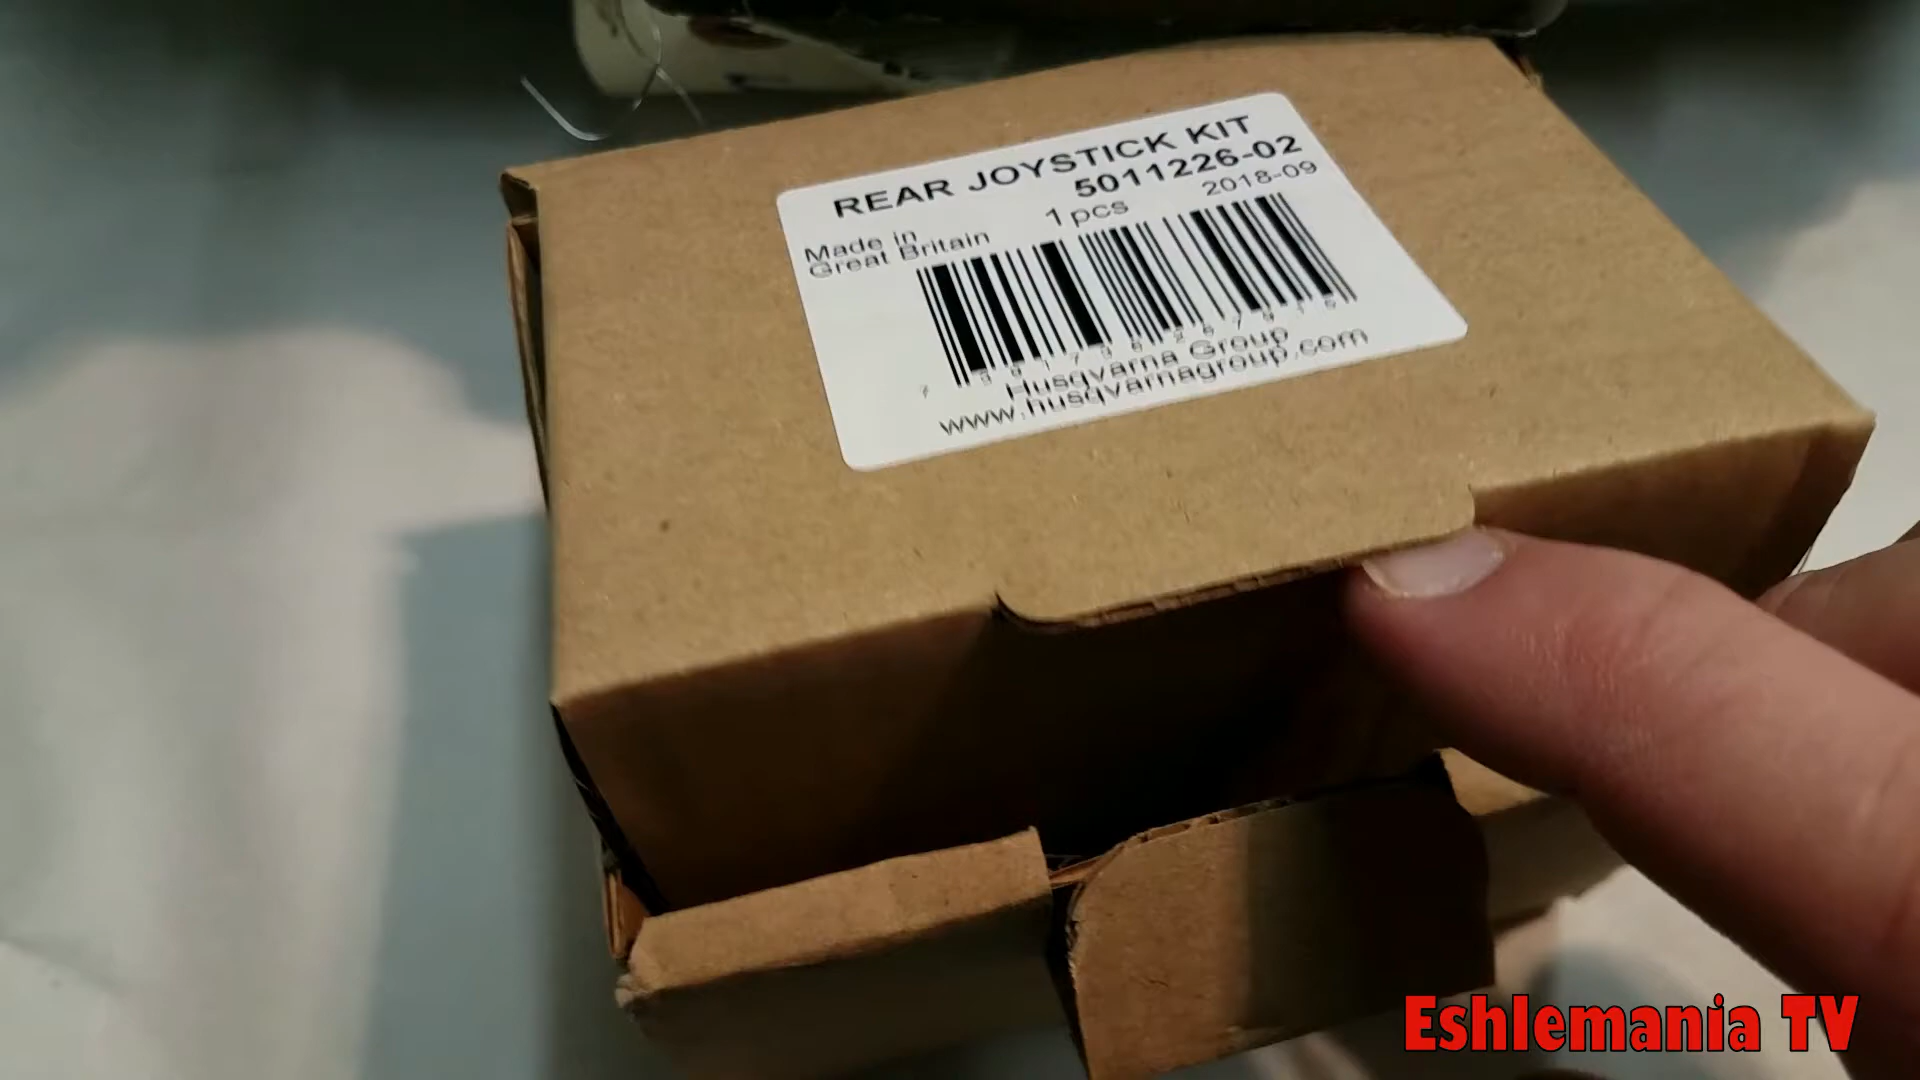 REAR JOYSTICK KIT
5011226-02
1 pcs 2018-09
Made in
Great Britain
Husqvarna Group
www.husqvarnagroup.com
Eshlemania TV